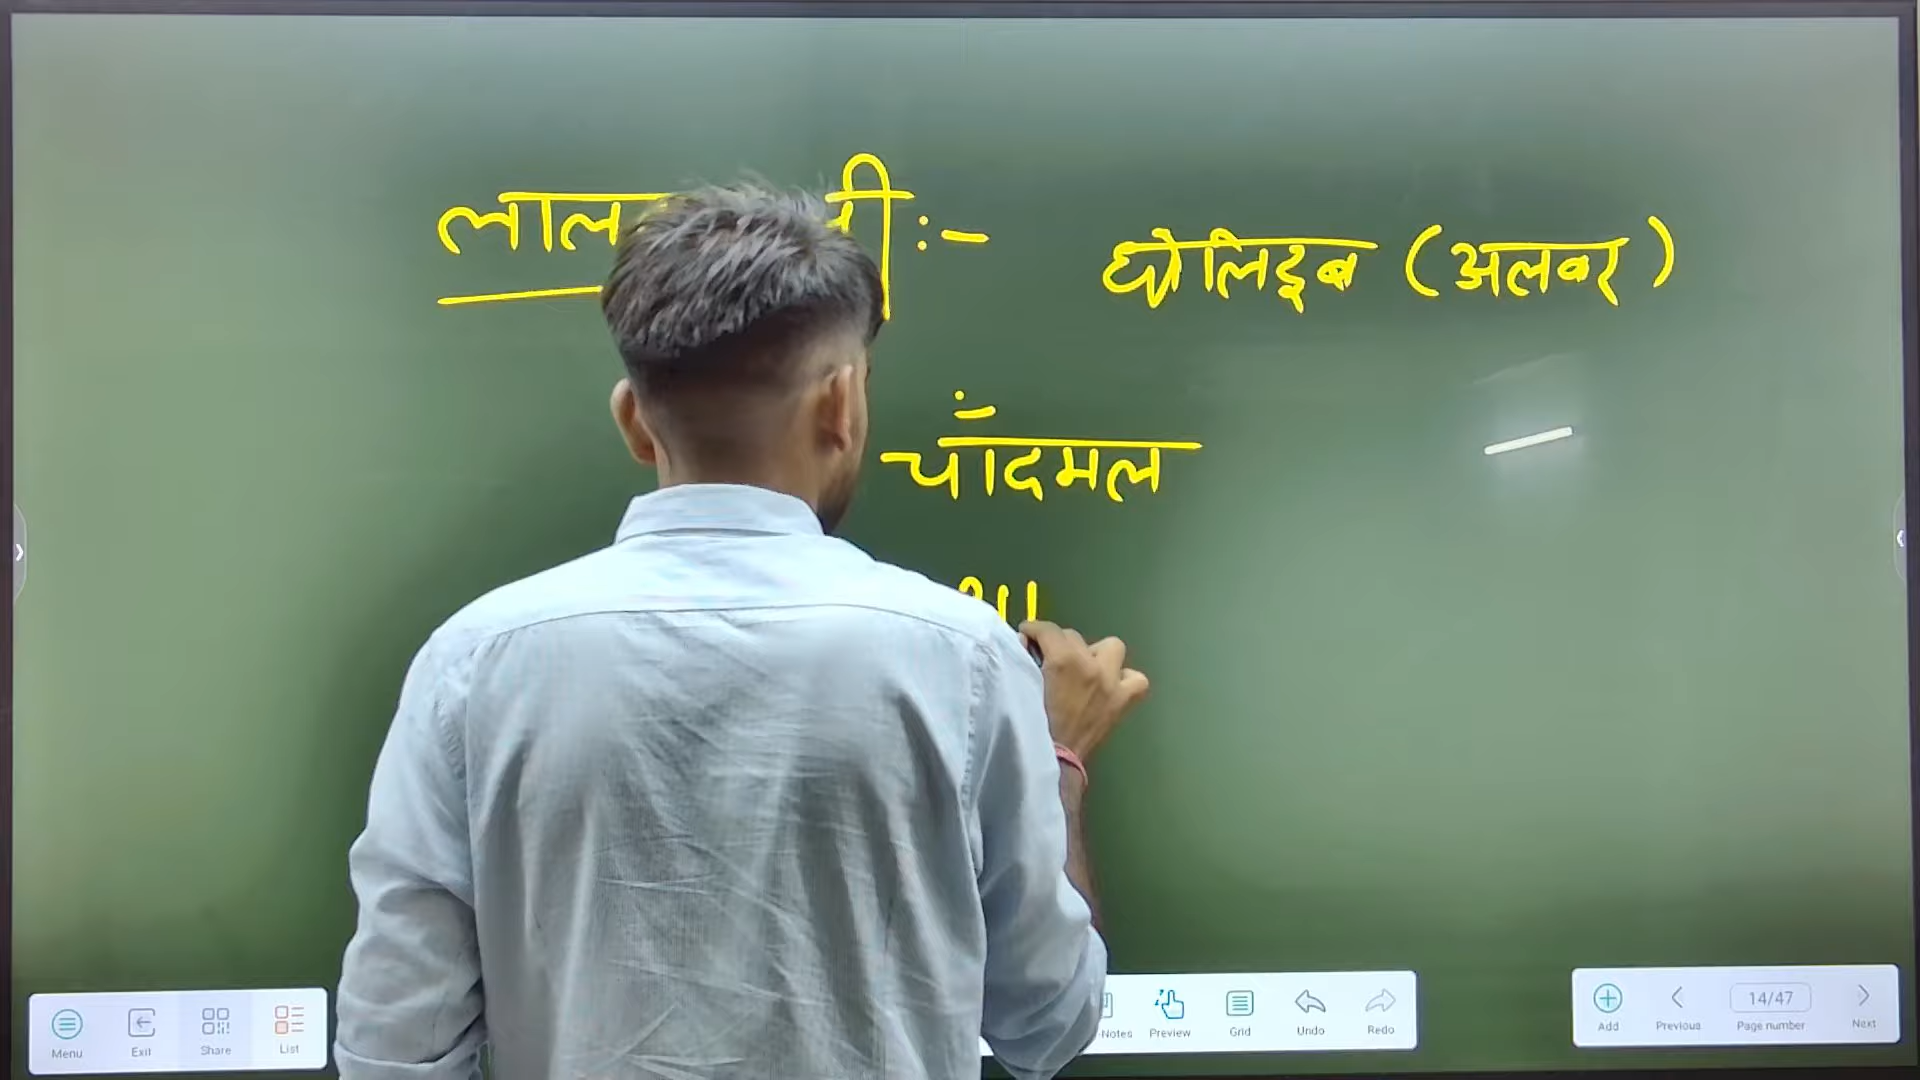 लाल :-
धोलिडूब (अलवर)
:-
चाँदमल
Menu Exit Share List
-Notes Preview Grid Undo Redo
Add Previous 14/47 Page number Next